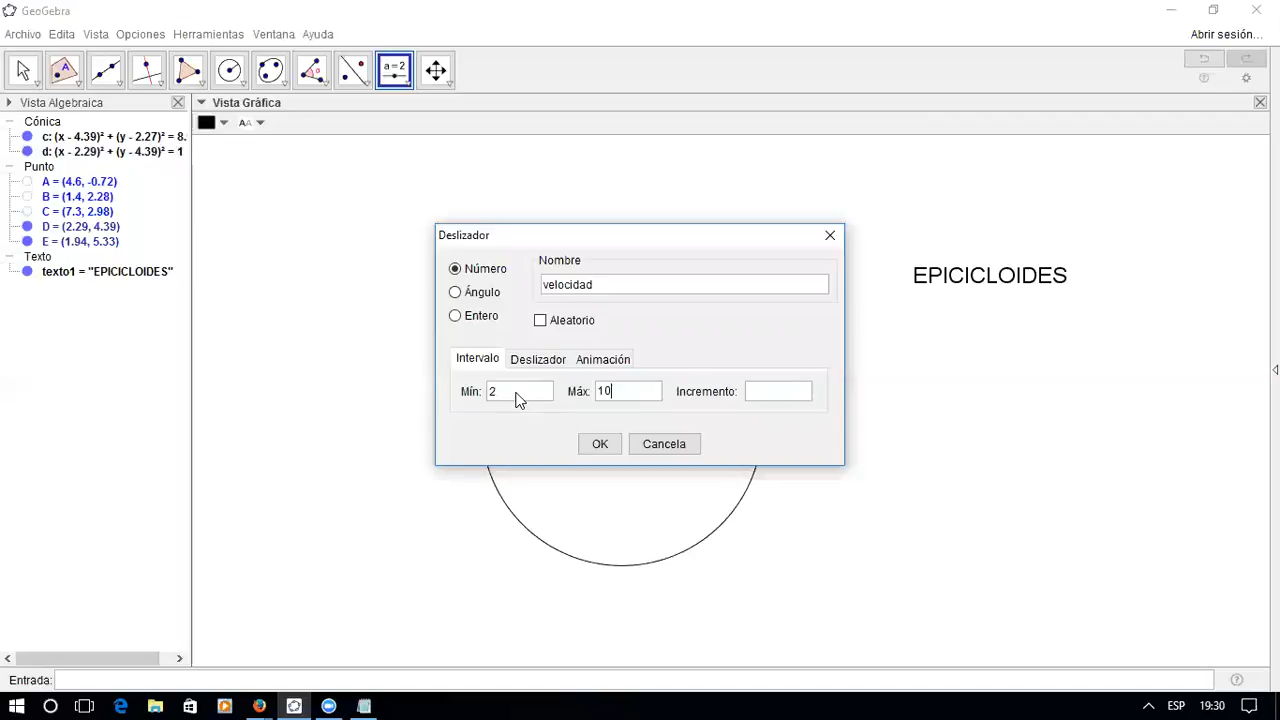 GeoGebra
Archivo Edita Vista Opciones Herramientas Ventana Ayuda
Abrir sesión...
A
a = 2
Vista Algebraica
Vista Gráfica
AA
Cónica
c: (x - 4.39)² + (y - 2.27)² = 8.
d: (x - 2.29)² + (y - 4.39)² = 1
Punto
A = (4.6, -0.72)
B = (1.4, 2.28)
C = (7.3, 2.98)
D = (2.29, 4.39)
E = (1.94, 5.33)
Texto
texto1 = "EPICICLOIDES"
EPICICLOIDES
Deslizador
Número
Ángulo
Entero
Nombre
velocidad
Aleatorio
Intervalo Deslizador Animación
Mín: 2 Máx: 10 Incremento:
OK Cancela
Entrada:
ESP 19:30